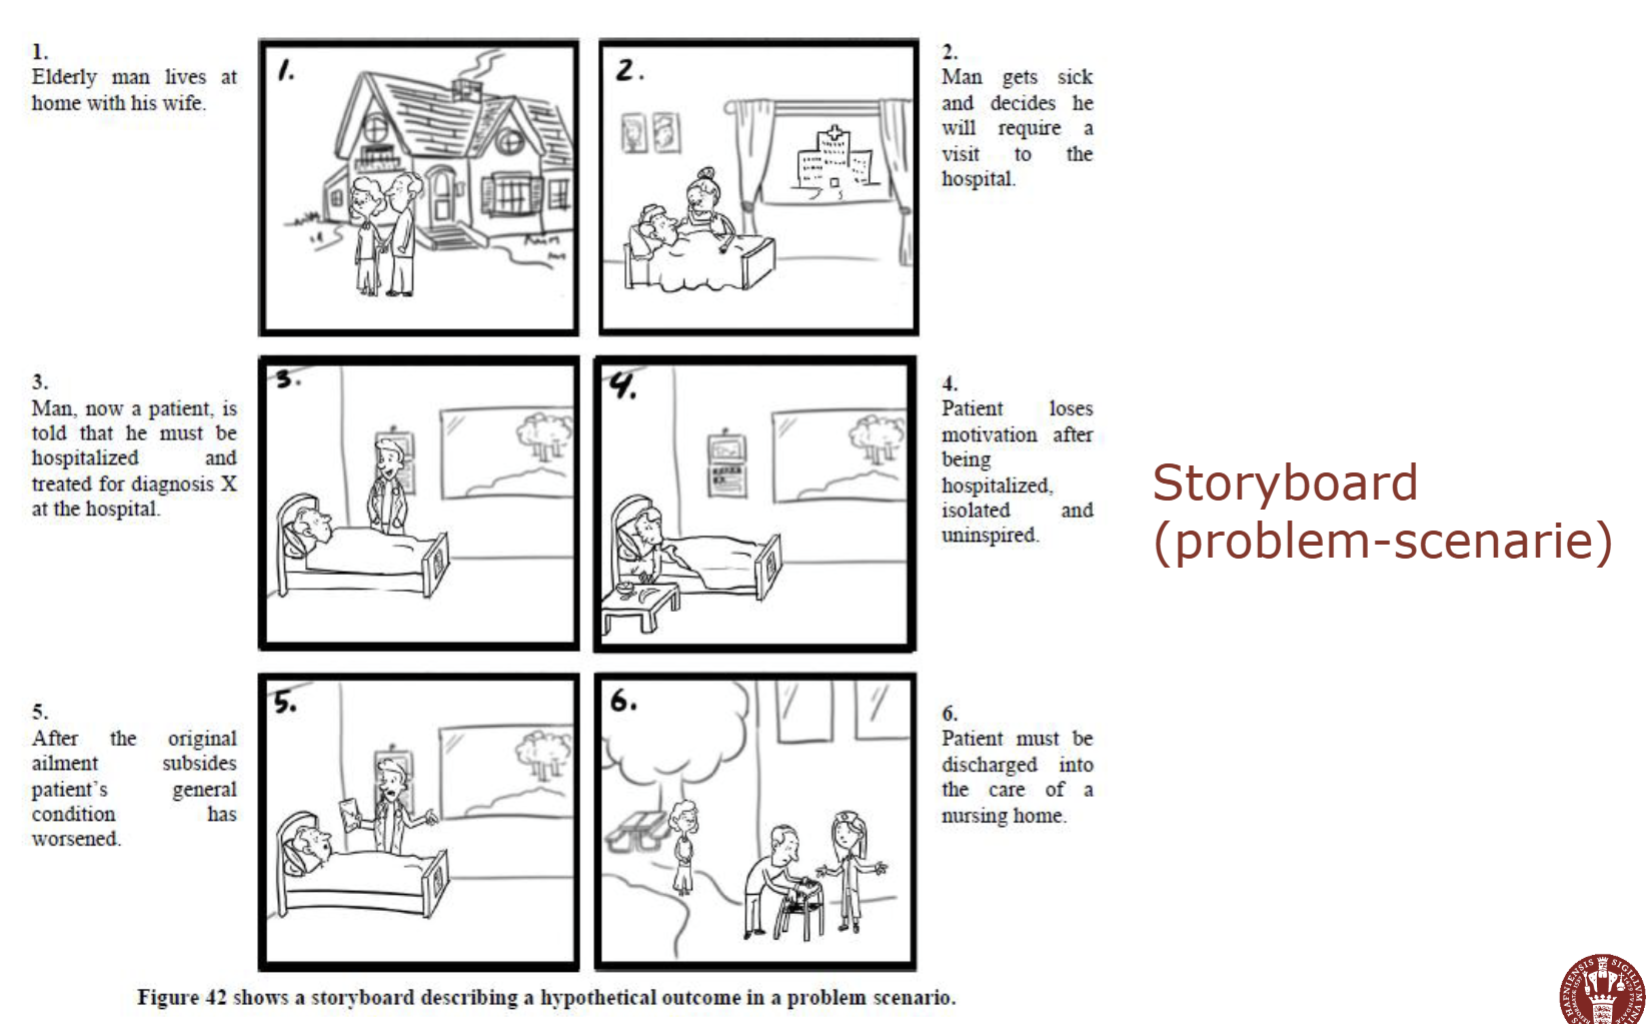 1.
Elderly man lives at
home with his wife.
1.
2.
2.
Man gets sick
and decides he
will require a
visit to the
hospital.
3.
Man, now a patient, is
told that he must be
hospitalized and
treated for diagnosis X
at the hospital.
3.
4.
4.
Patient loses
motivation after
being
hospitalized,
isolated and
uninspired.
Storyboard
(problem-scenarie)
5.
After the original
ailment subsides
patient's general
condition has
worsened.
5.
6.
6.
Patient must be
discharged into
the care of a
nursing home.
Figure 42 shows a storyboard describing a hypothetical outcome in a problem scenario.